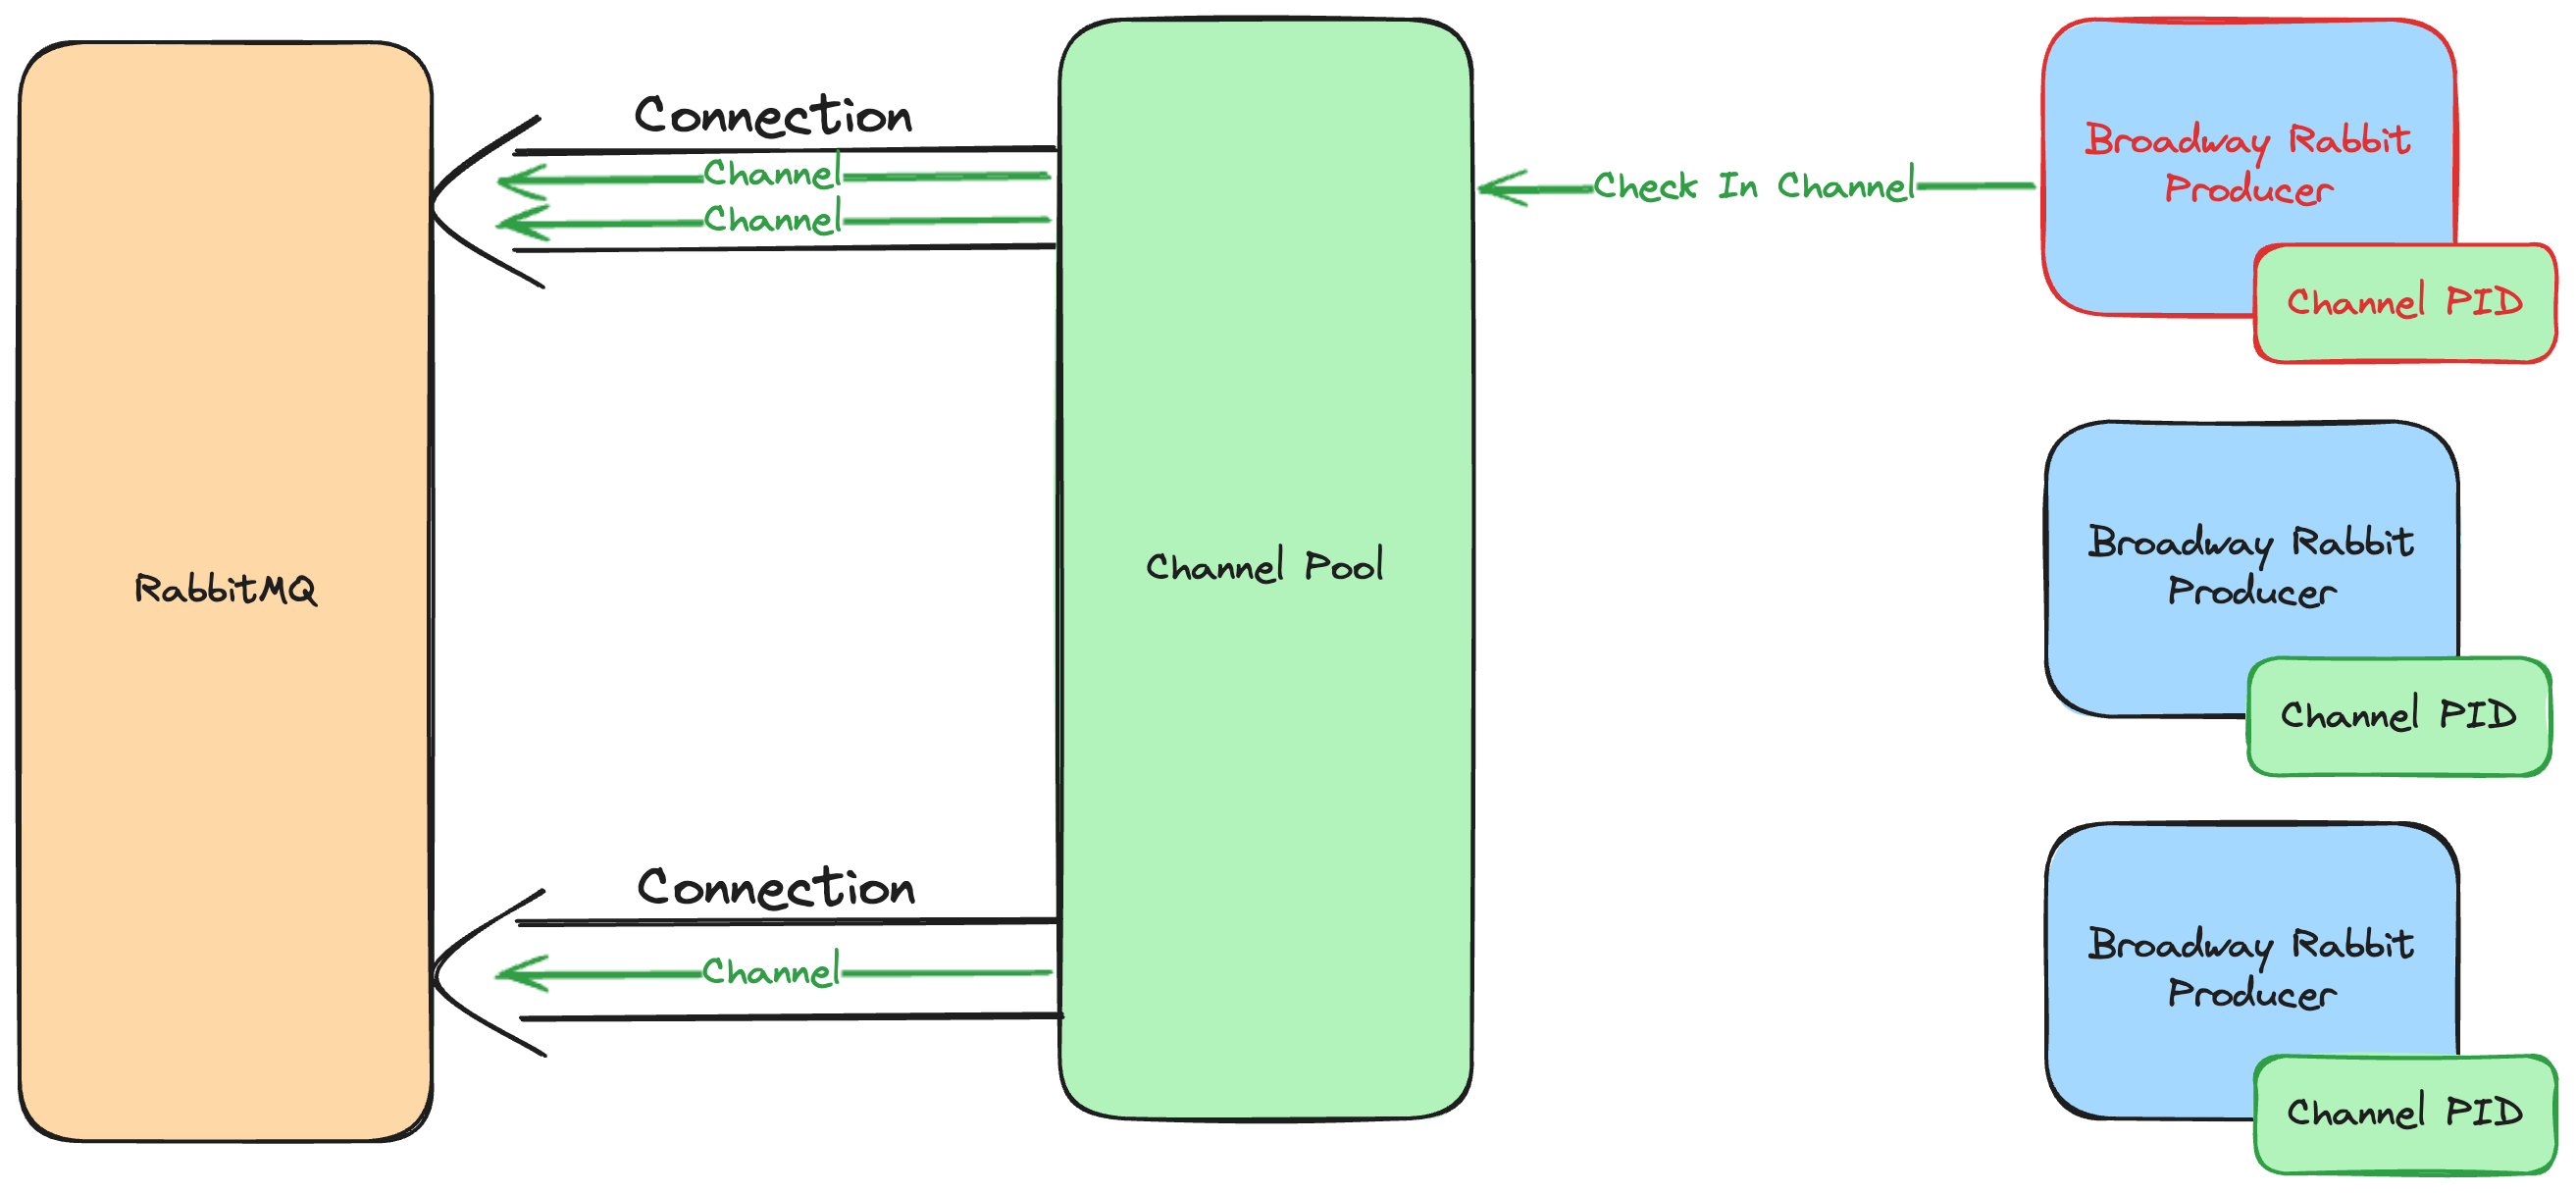 RabbitMQ
Connection
Channel
Channel
Connection
Channel
Channel Pool
Check In Channel
Broadway Rabbit
Producer
Channel PID
Broadway Rabbit
Producer
Channel PID
Broadway Rabbit
Producer
Channel PID